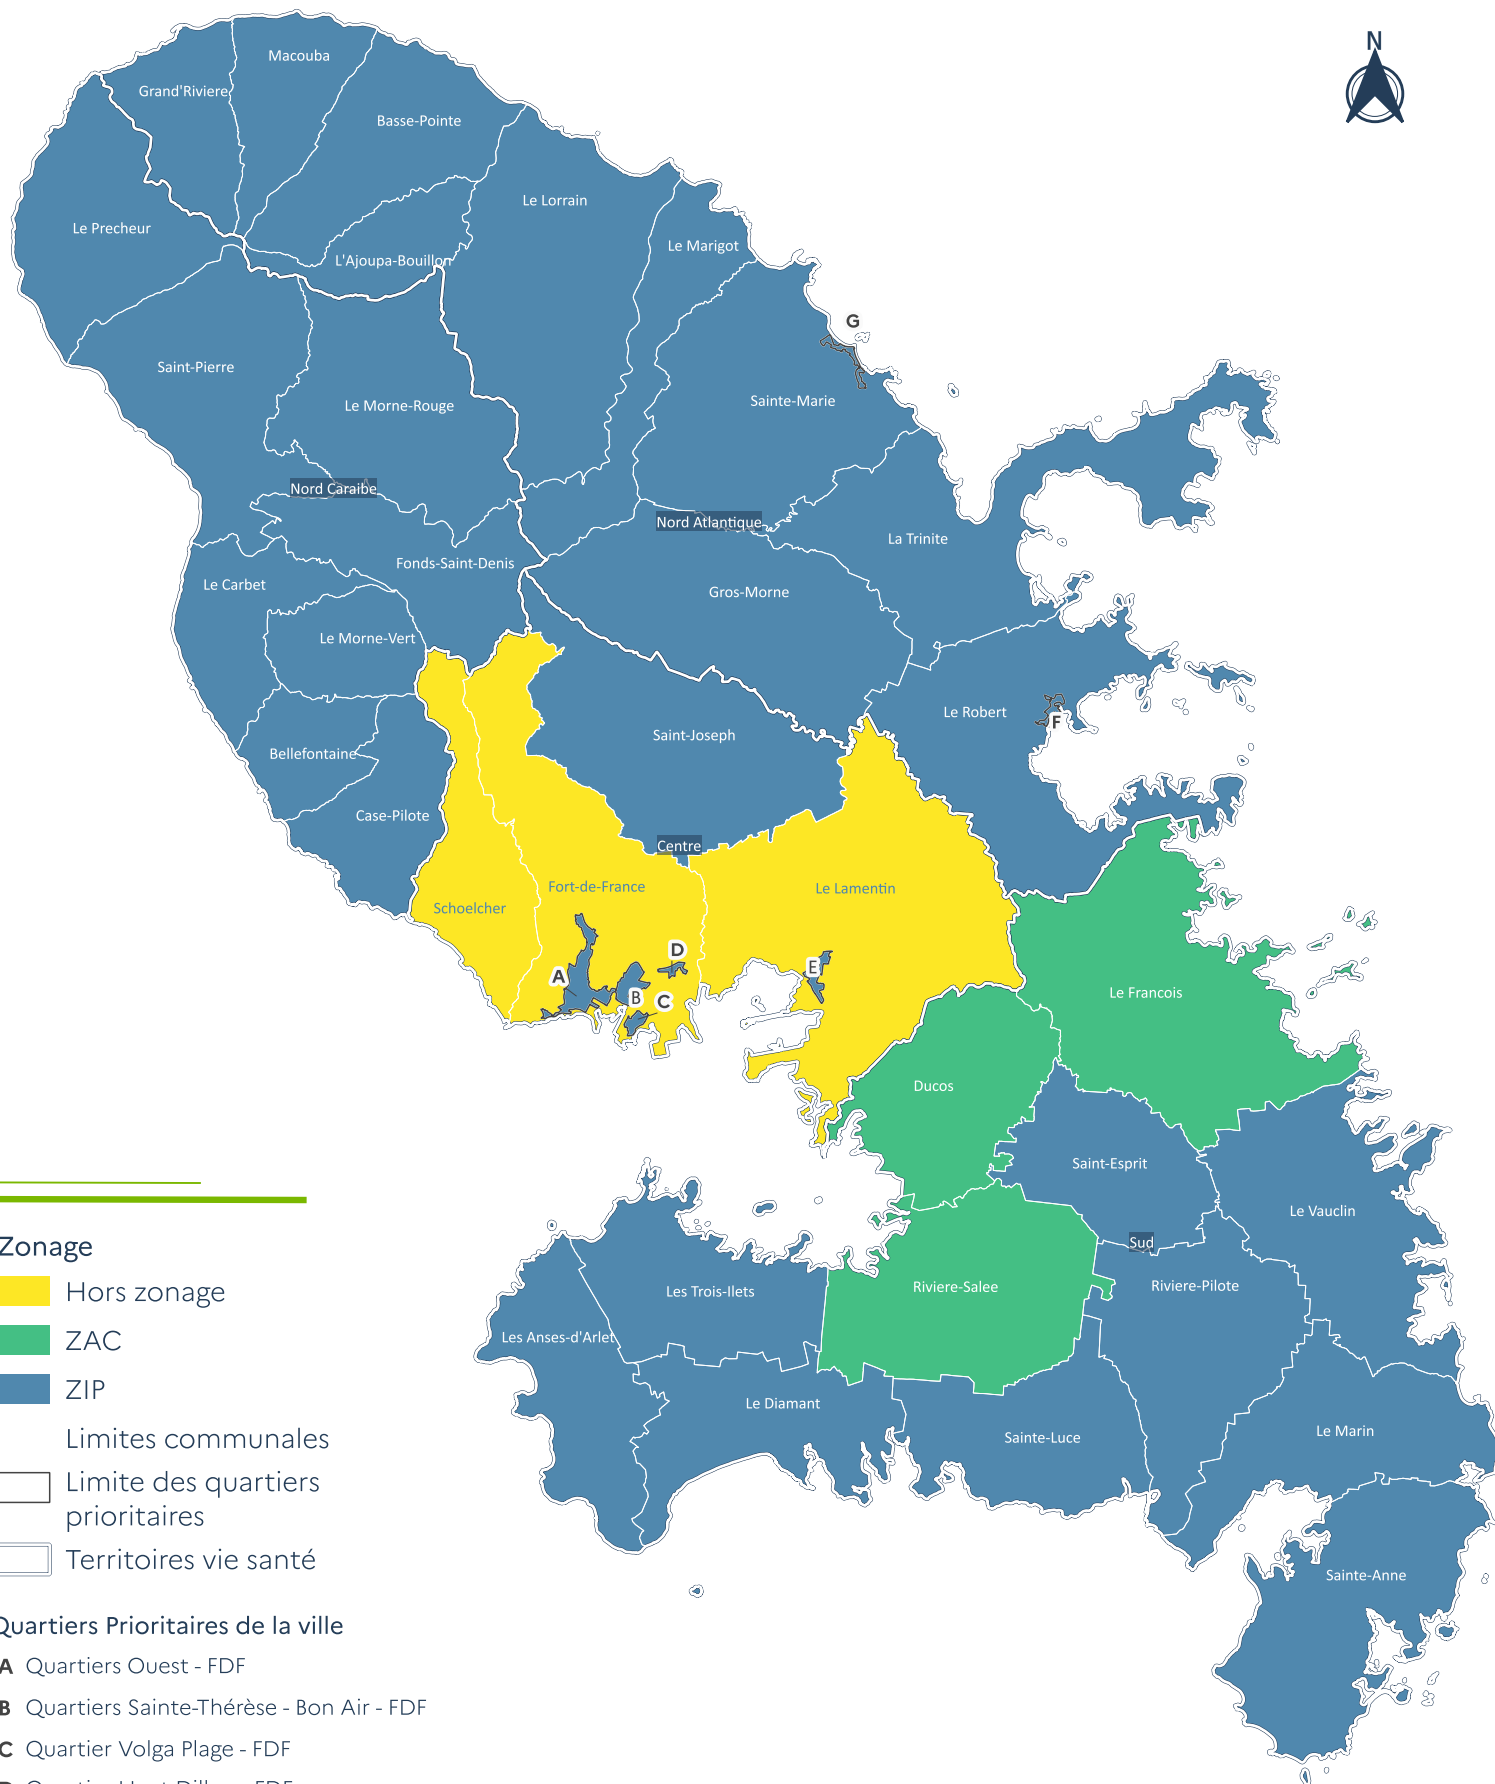 N
Macouba
Grand'Riviere
Basse-Pointe
Le Lorrain
Le Precheur
Le Marigot
L'Ajoupa-Bouillon
G
Saint-Pierre
Sainte-Marie
Le Morne-Rouge
Nord Caraibe
Nord Atlantique
La Trinite
Fonds-Saint-Denis
Le Carbet
Gros-Morne
Le Morne-Vert
Le Robert
F
Saint-Joseph
Bellefontaine
Case-Pilote
Centre
Fort-de-France
Le Lamentin
Schoelcher
D
E
A
B
C
Le Francois
Ducos
Saint-Esprit
Le Vauclin
Sud
Riviere-Salee
Riviere-Pilote
Les Trois-Ilets
Les Anses-d'Arlet
Le Diamant
Sainte-Luce
Le Marin
Sainte-Anne
Zonage
Hors zonage
ZAC
ZIP
Limites communales
Limite des quartiers
prioritaires
Territoires vie santé
Quartiers Prioritaires de la ville
A Quartiers Ouest - FDF
B Quartiers Sainte-Thérèse - Bon Air - FDF
C Quartier Volga Plage - FDF